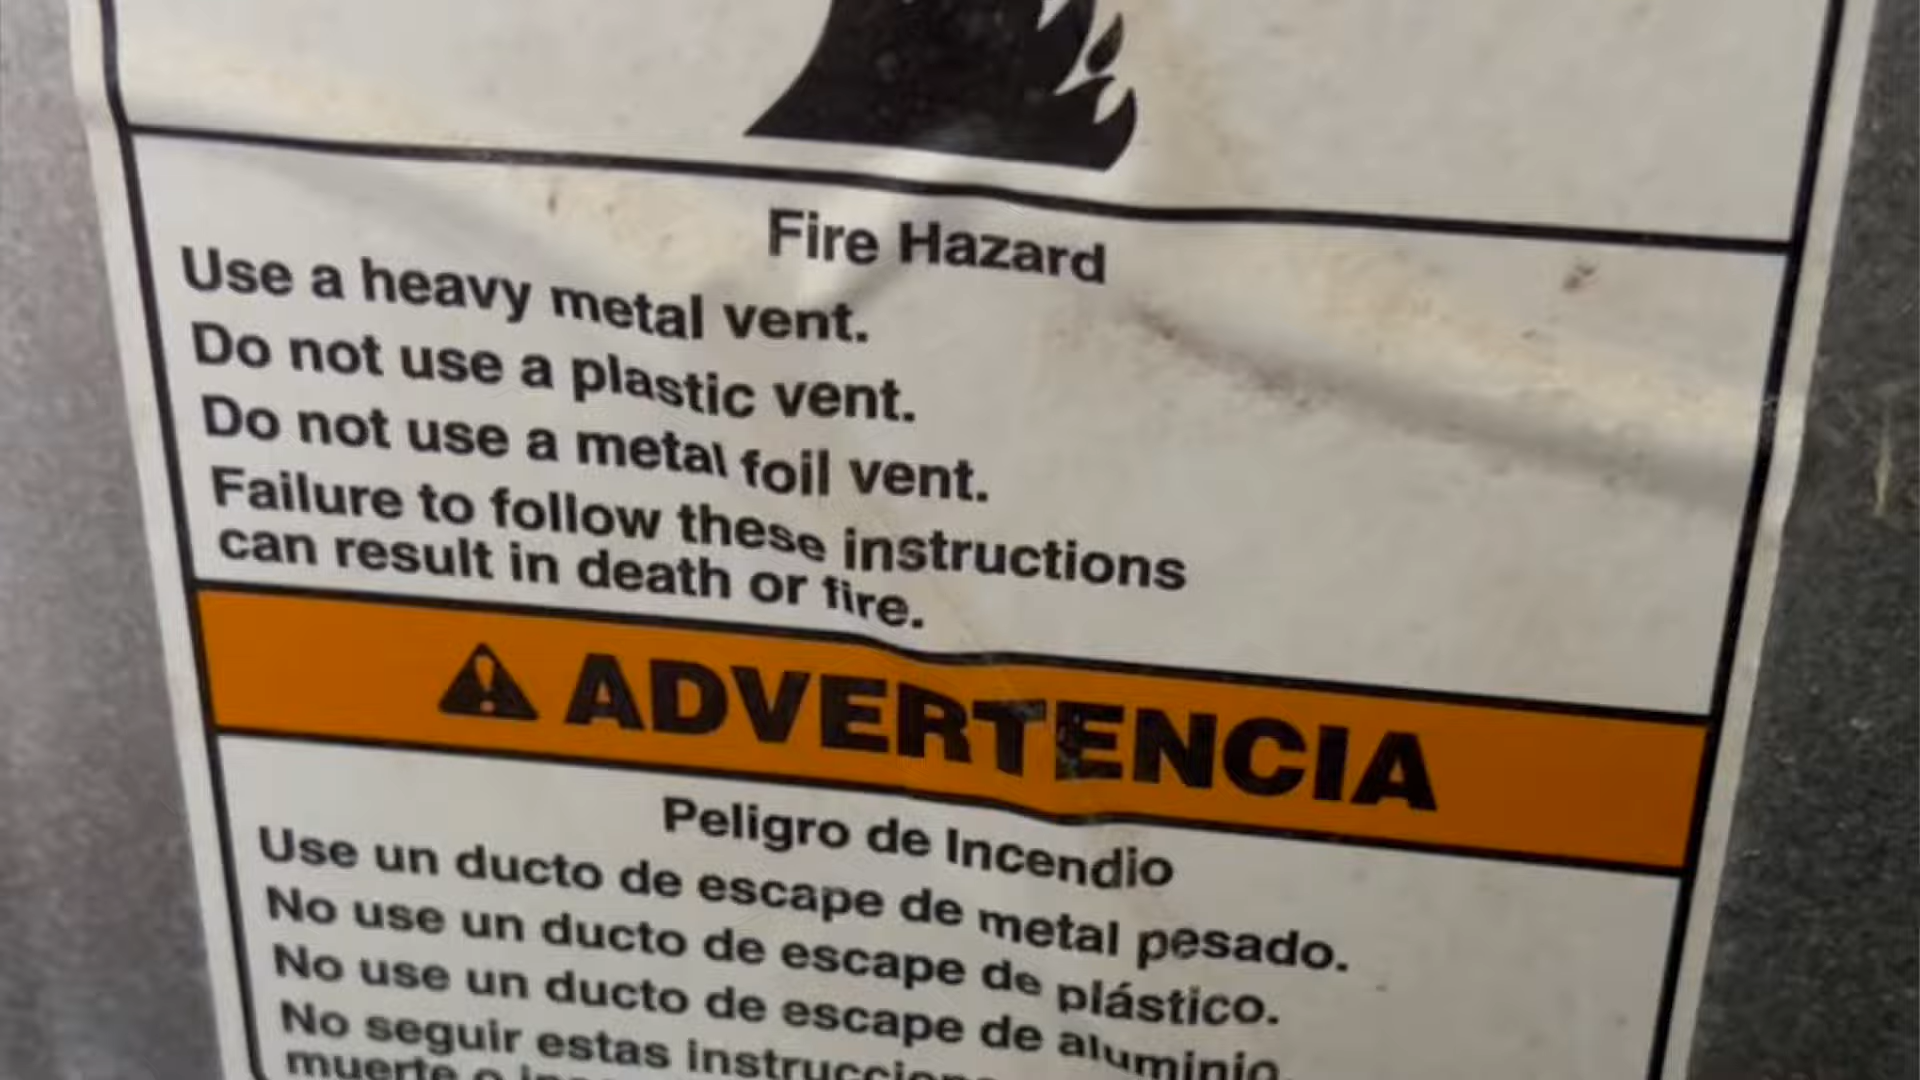 Fire Hazard
Use a heavy metal vent.
Do not use a plastic vent.
Do not use a metal foil vent.
Failure to follow these instructions
can result in death or fire.
ADVERTENCIA
Peligro de Incendio
Use un ducto de escape de metal pesado.
No use un ducto de escape de plástico.
No use un ducto de escape de aluminio.
No seguir estas
muerte o